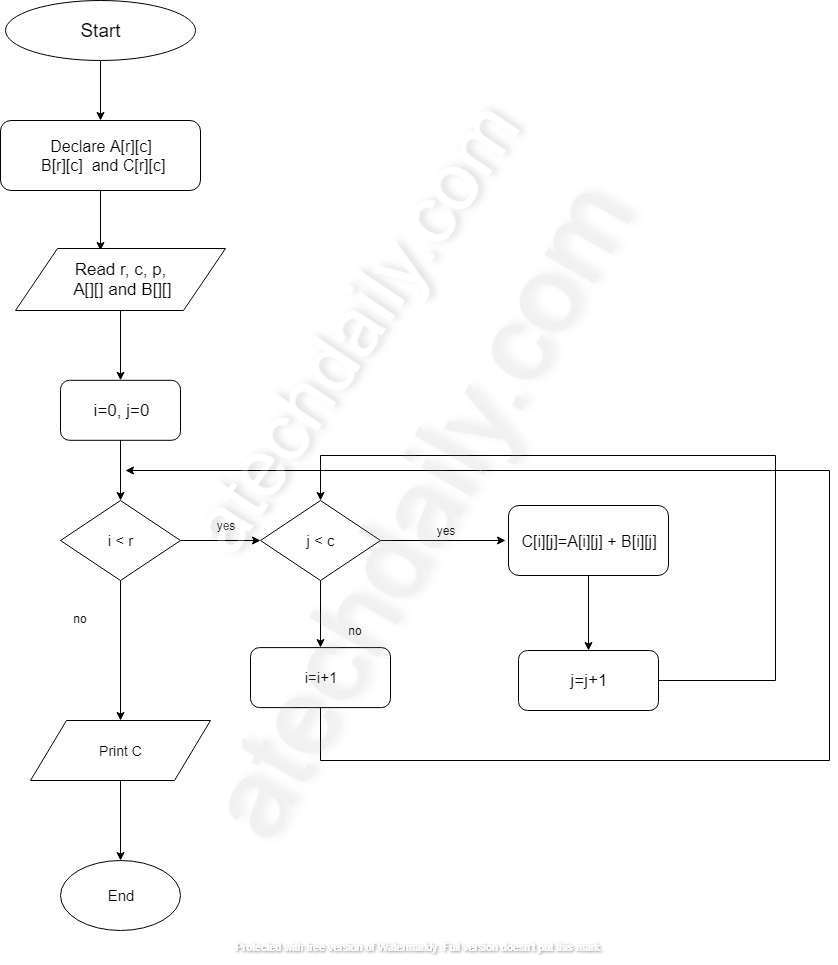 Start
Declare A[r][c]
B[r][c] and C[r][c]
Read r, c, p,
A[][] and B[][]
i=0, j=0
i < r
yes
j < c
yes
C[i][j]=A[i][j] + B[i][j]
no
no
i=i+1
j=j+1
Print C
End
atechdaily.com
atechdaily.com
Protected with free version of Watermarkly. Full version doesn't put this mark.